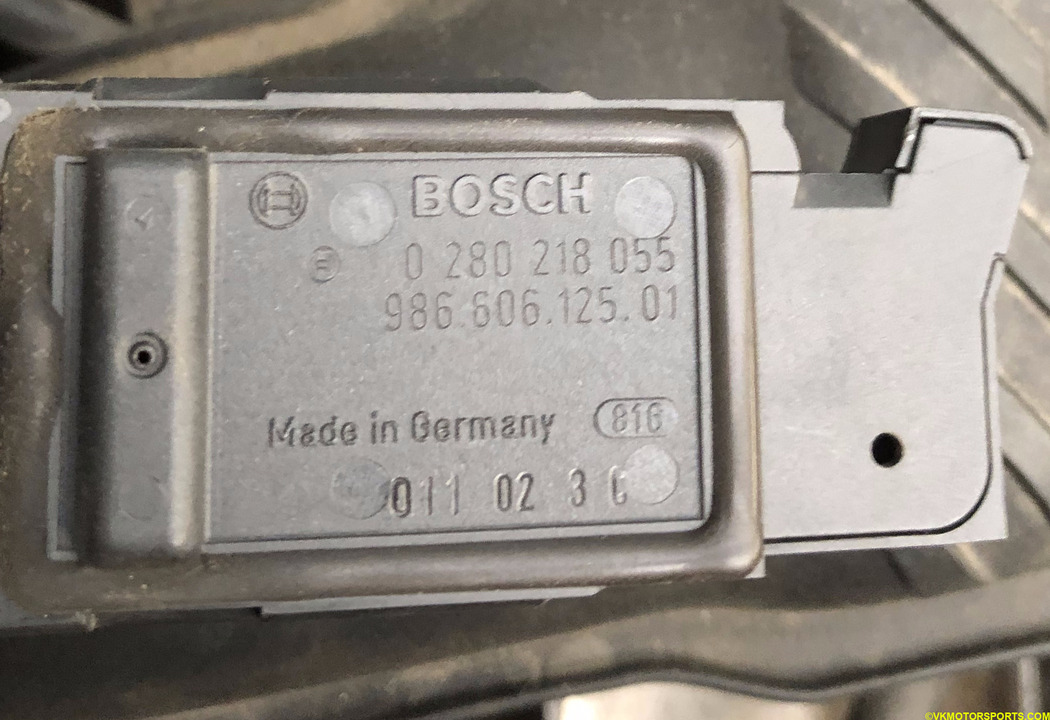 BOSCH
0 280 218 055
986.606.125.01
Made in Germany 816
011 02 3
©VKMOTORSPORTS.COM